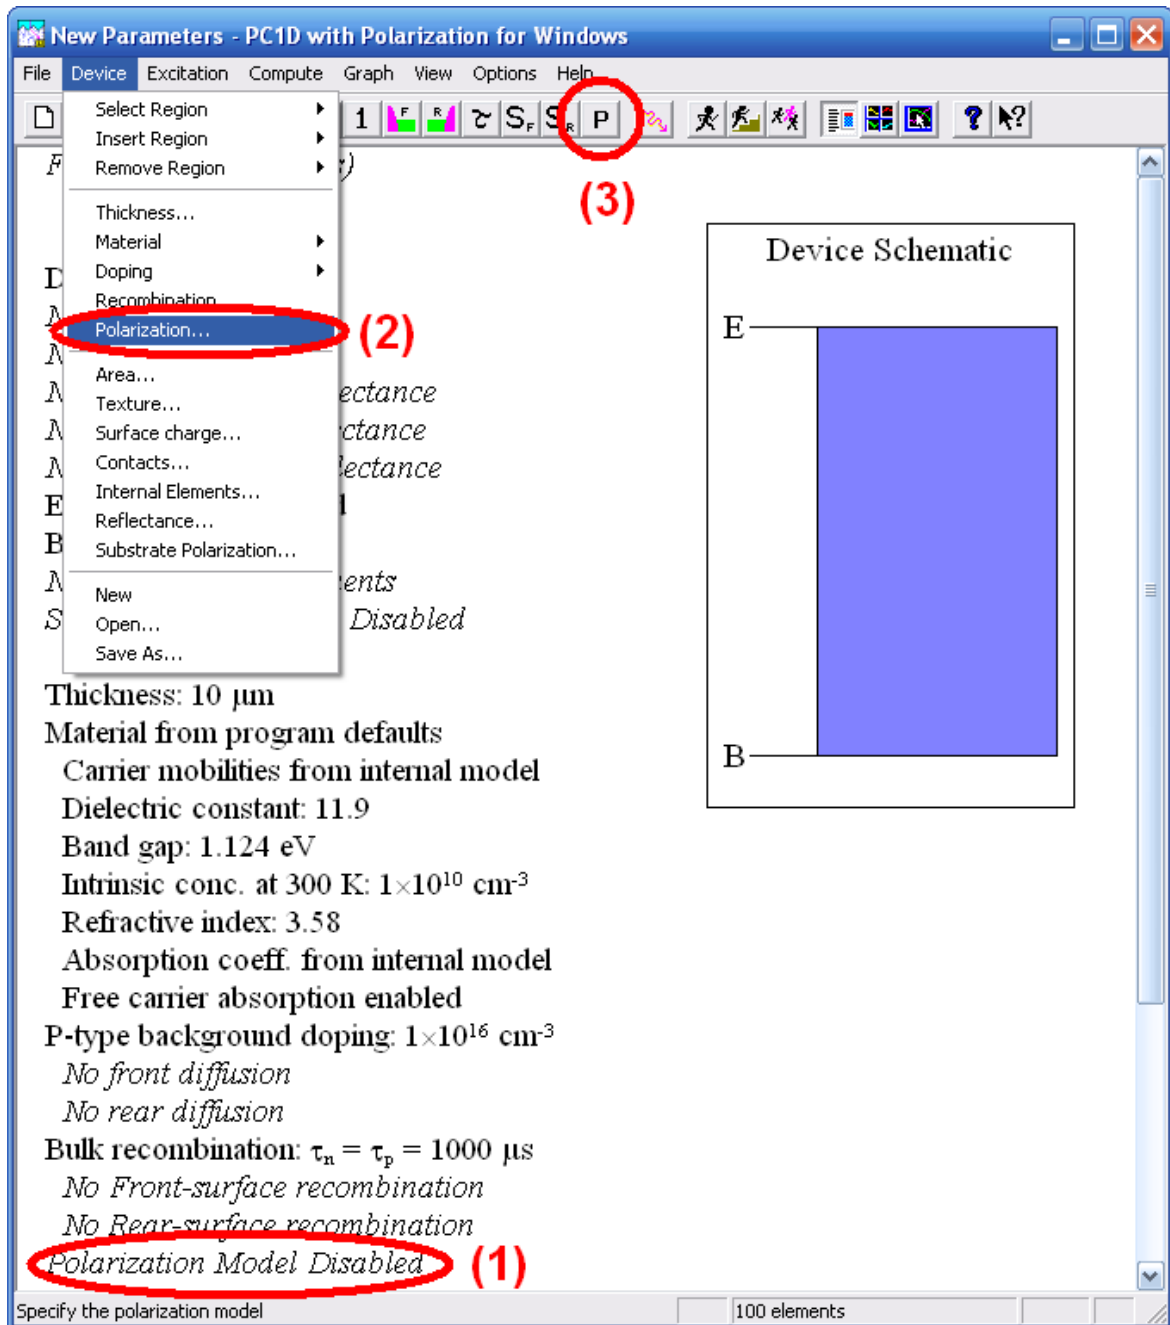 New Parameters - PC1D with Polarization for Windows
File Device Excitation Compute Graph View Options Help
1 F R S F S R P ? ?
(3)
Select Region
Insert Region
Remove Region
Thickness...
Material
Doping
Recombination
Polarization...
(2)
Area...
Texture...
Surface charge...
Contacts...
Internal Elements...
Reflectance...
Substrate Polarization...
New
Open...
Save As...
F )
D
ectance
ctance
lectance
E
B
ents
S Disabled
Thickness: 10 µm
Material from program defaults
Carrier mobilities from internal model
Dielectric constant: 11.9
Band gap: 1.124 eV
Intrinsic conc. at 300 K: 1×10¹⁰ cm⁻³
Refractive index: 3.58
Absorption coeff. from internal model
Free carrier absorption enabled
P-type background doping: 1×10¹⁶ cm⁻³
No front diffusion
No rear diffusion
Bulk recombination: τₙ = τₚ = 1000 µs
No Front-surface recombination
No Rear-surface recombination
Polarization Model Disabled (1)
Device Schematic
E
B
Specify the polarization model
100 elements